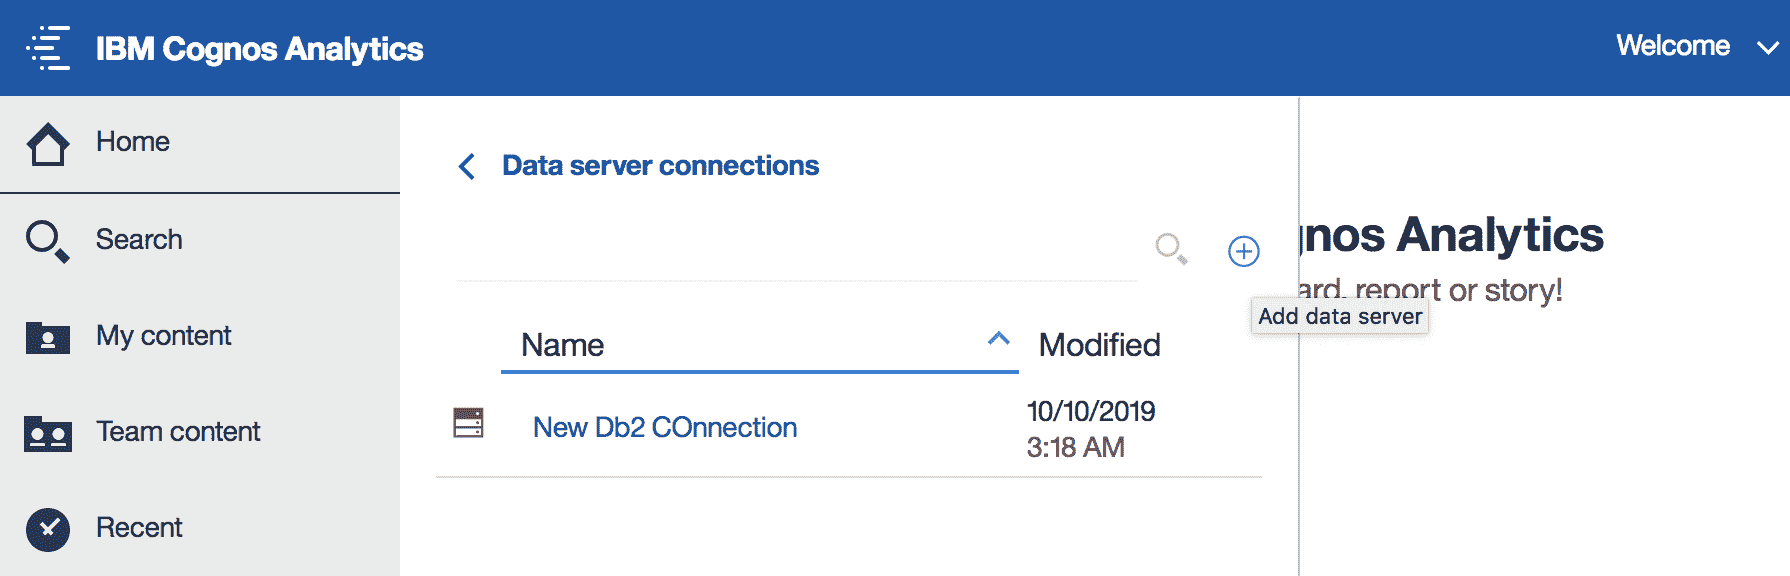 IBM Cognos Analytics
Welcome
Home
Search
My content
Team content
Recent
Data server connections
Name
Modified
New Db2 COnnection
10/10/2019
3:18 AM
gnos Analytics
ard, report or story!
Add data server